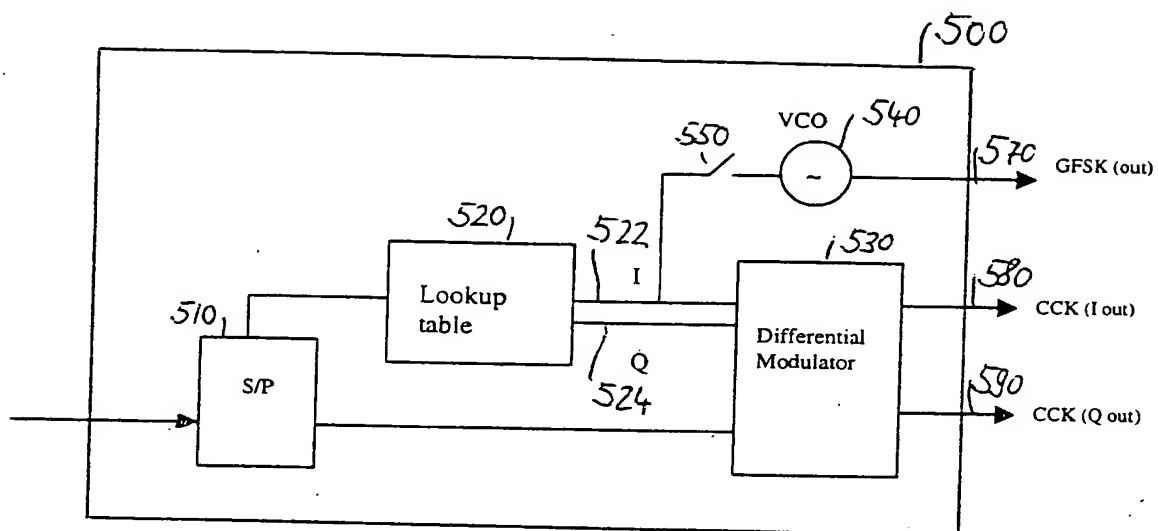 500
VCO
540
550
570
GFSK (out)
520
522
I
530
580
CCK (I out)
Lookup
table
510
Differential
Modulator
S/P
Q
524
590
CCK (Q out)
~